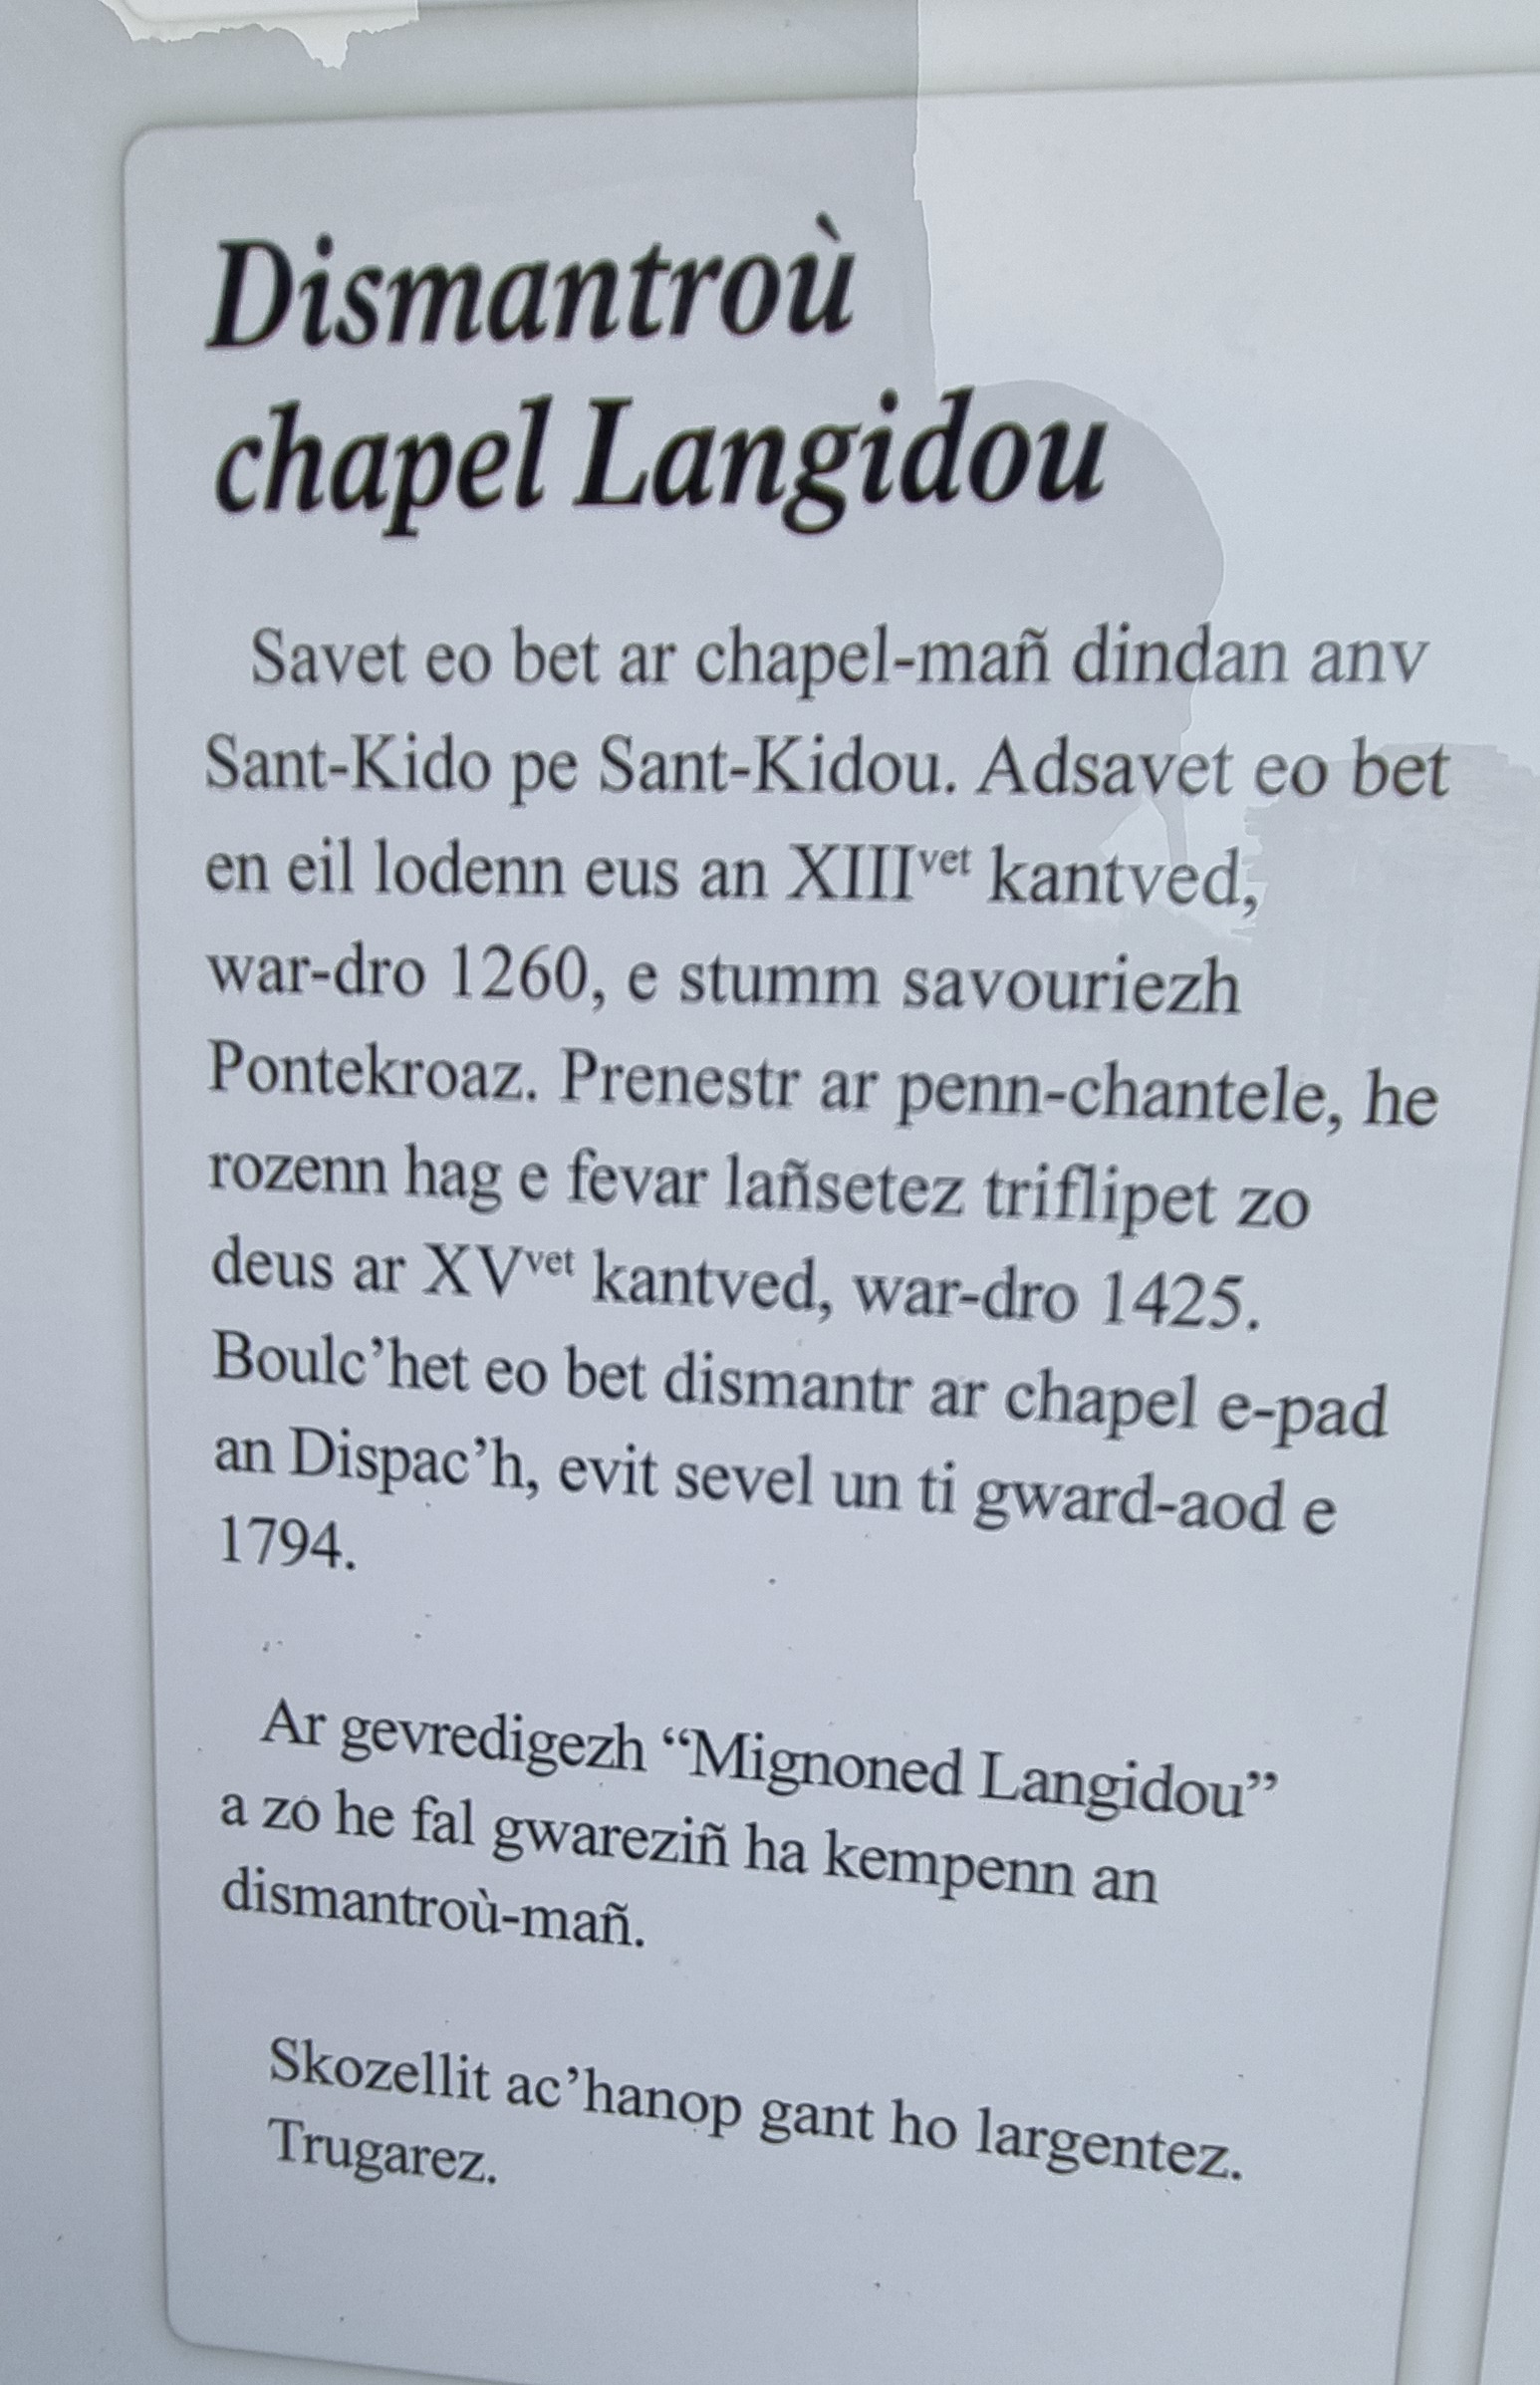 Dismantroù
chapel Langidou
Savet eo bet ar chapel-mañ dindan anv
Sant-Kido pe Sant-Kidou. Adsavet eo bet
en eil lodenn eus an XIIIvet kantved,
war-dro 1260, e stumm savouriezh
Pontekroaz. Prenestr ar penn-chantele, he
rozenn hag e fevar lañsetez triflipet zo
deus ar XVvet kantved, war-dro 1425.
Boulc’het eo bet dismantr ar chapel e-pad
an Dispac’h, evit sevel un ti gward-aod e
1794.
Ar gevredigezh “Mignoned Langidou”
a zo he fal gwareziñ ha kempenn an
dismantroù-mañ.
Skozellit ac’hanop gant ho largentez.
Trugarez.